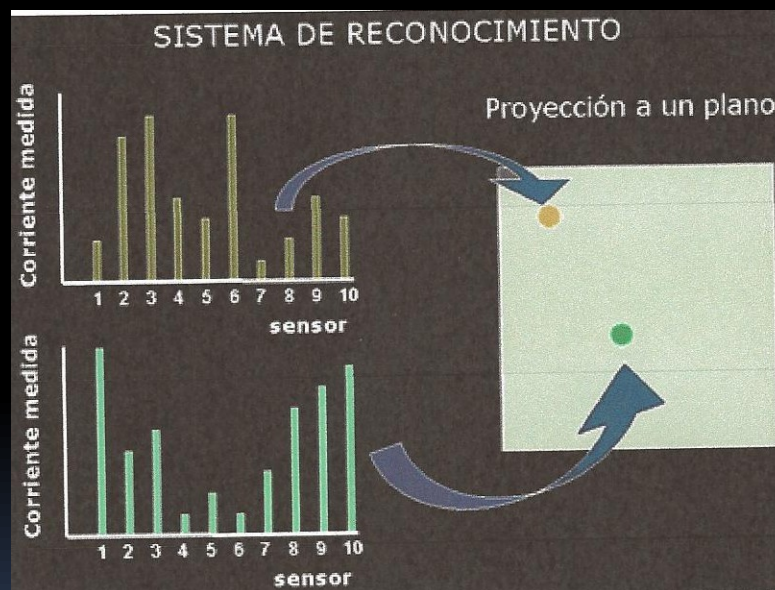 SISTEMA DE RECONOCIMIENTO
Proyección a un plano
Corriente medida
1 2 3 4 5 6 7 8 9 10
sensor
Corriente medida
1 2 3 4 5 6 7 8 9 10
sensor